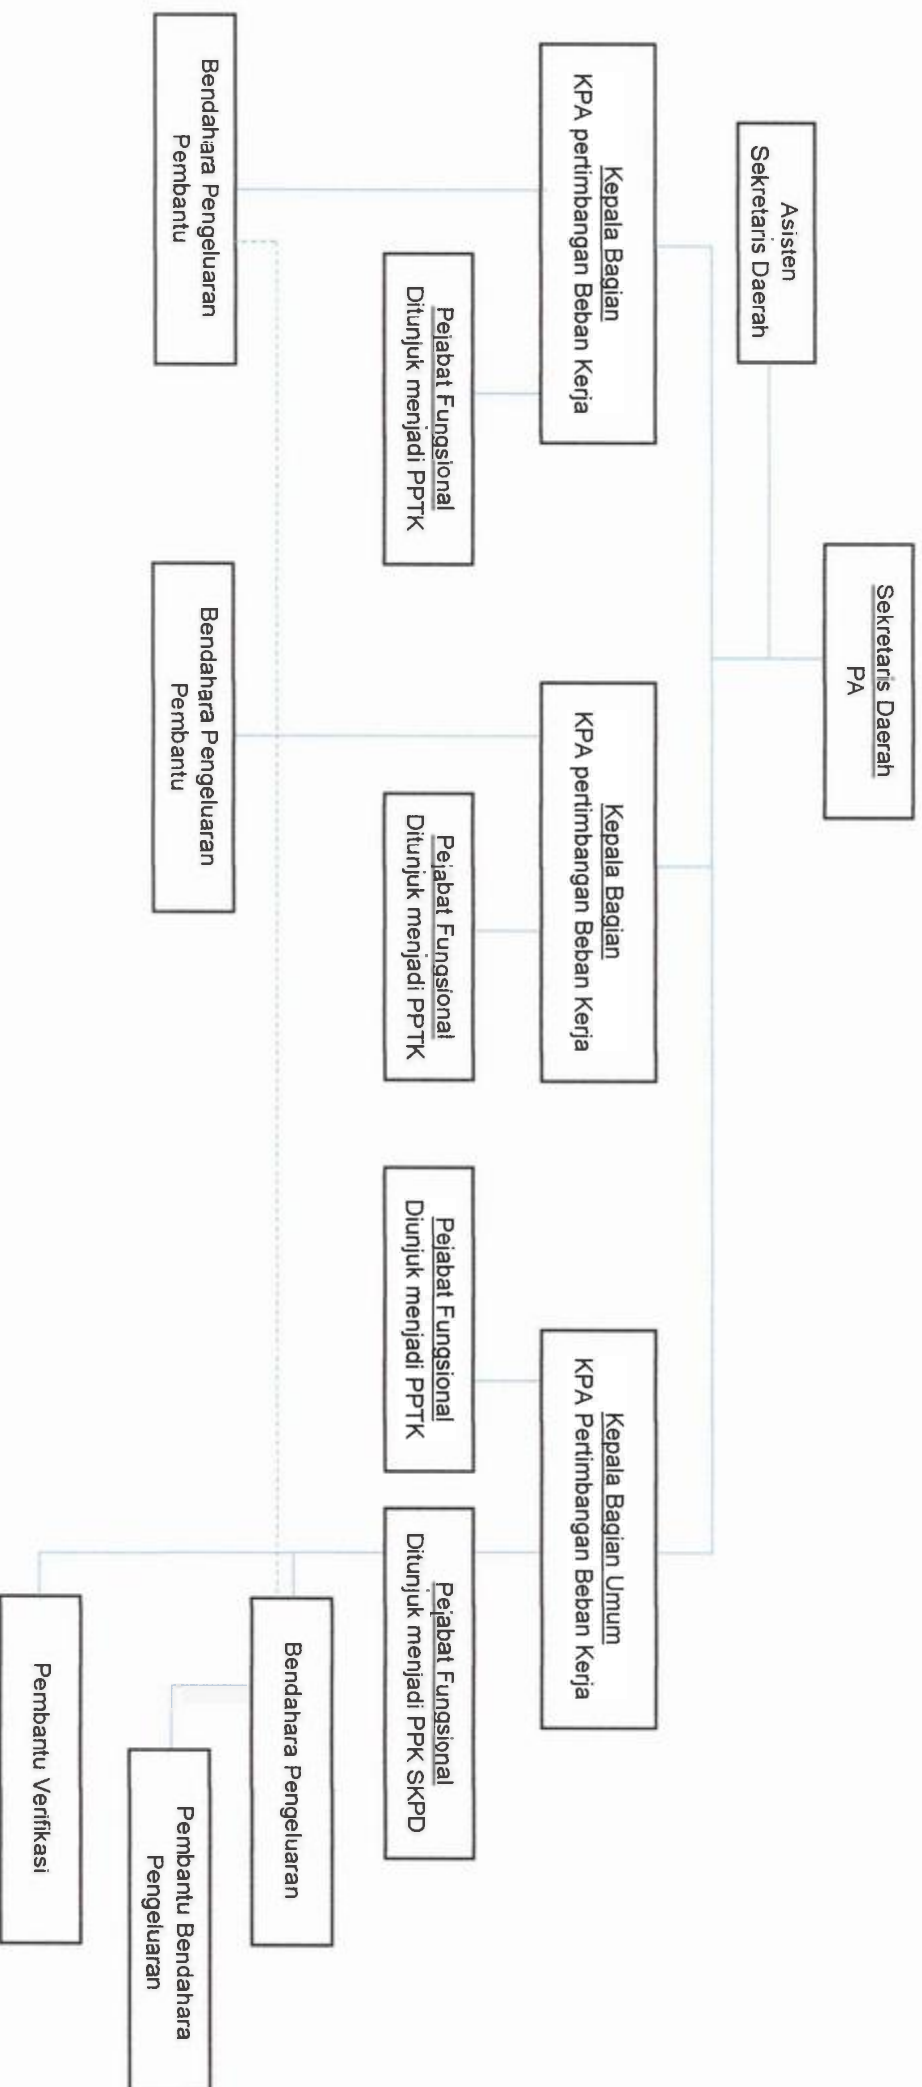 Sekretaris Daerah
PA
Asisten
Sekretaris Daerah
Kepala Bagian
KPA pertimbangan Beban Kerja
Kepala Bagian
KPA pertimbangan Beban Kerja
Kepala Bagian Umum
KPA Pertimbangan Beban Kerja
Pejabat Fungsional
Ditunjuk menjadi PPTK
Pejabat Fungsional
Ditunjuk menjadi PPTK
Pejabat Fungsional
Diunjuk menjadi PPTK
Pejabat Fungsional
Ditunjuk menjadi PPK SKPD
Bendahara Pengeluaran
Bendahara Pengeluaran
Pembantu
Bendahara Pengeluaran
Pembantu
Pembantu Bendahara
Pengeluaran
Pembantu Verifikasi